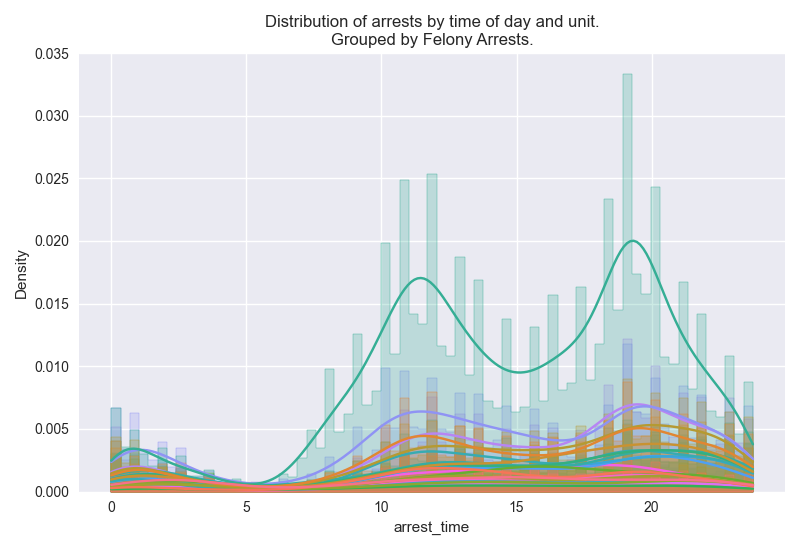 Distribution of arrests by time of day and unit.
Grouped by Felony Arrests.
0.035
0.030
0.025
0.020
0.015
0.010
0.005
0.000
Density
0 5 10 15 20
arrest_time